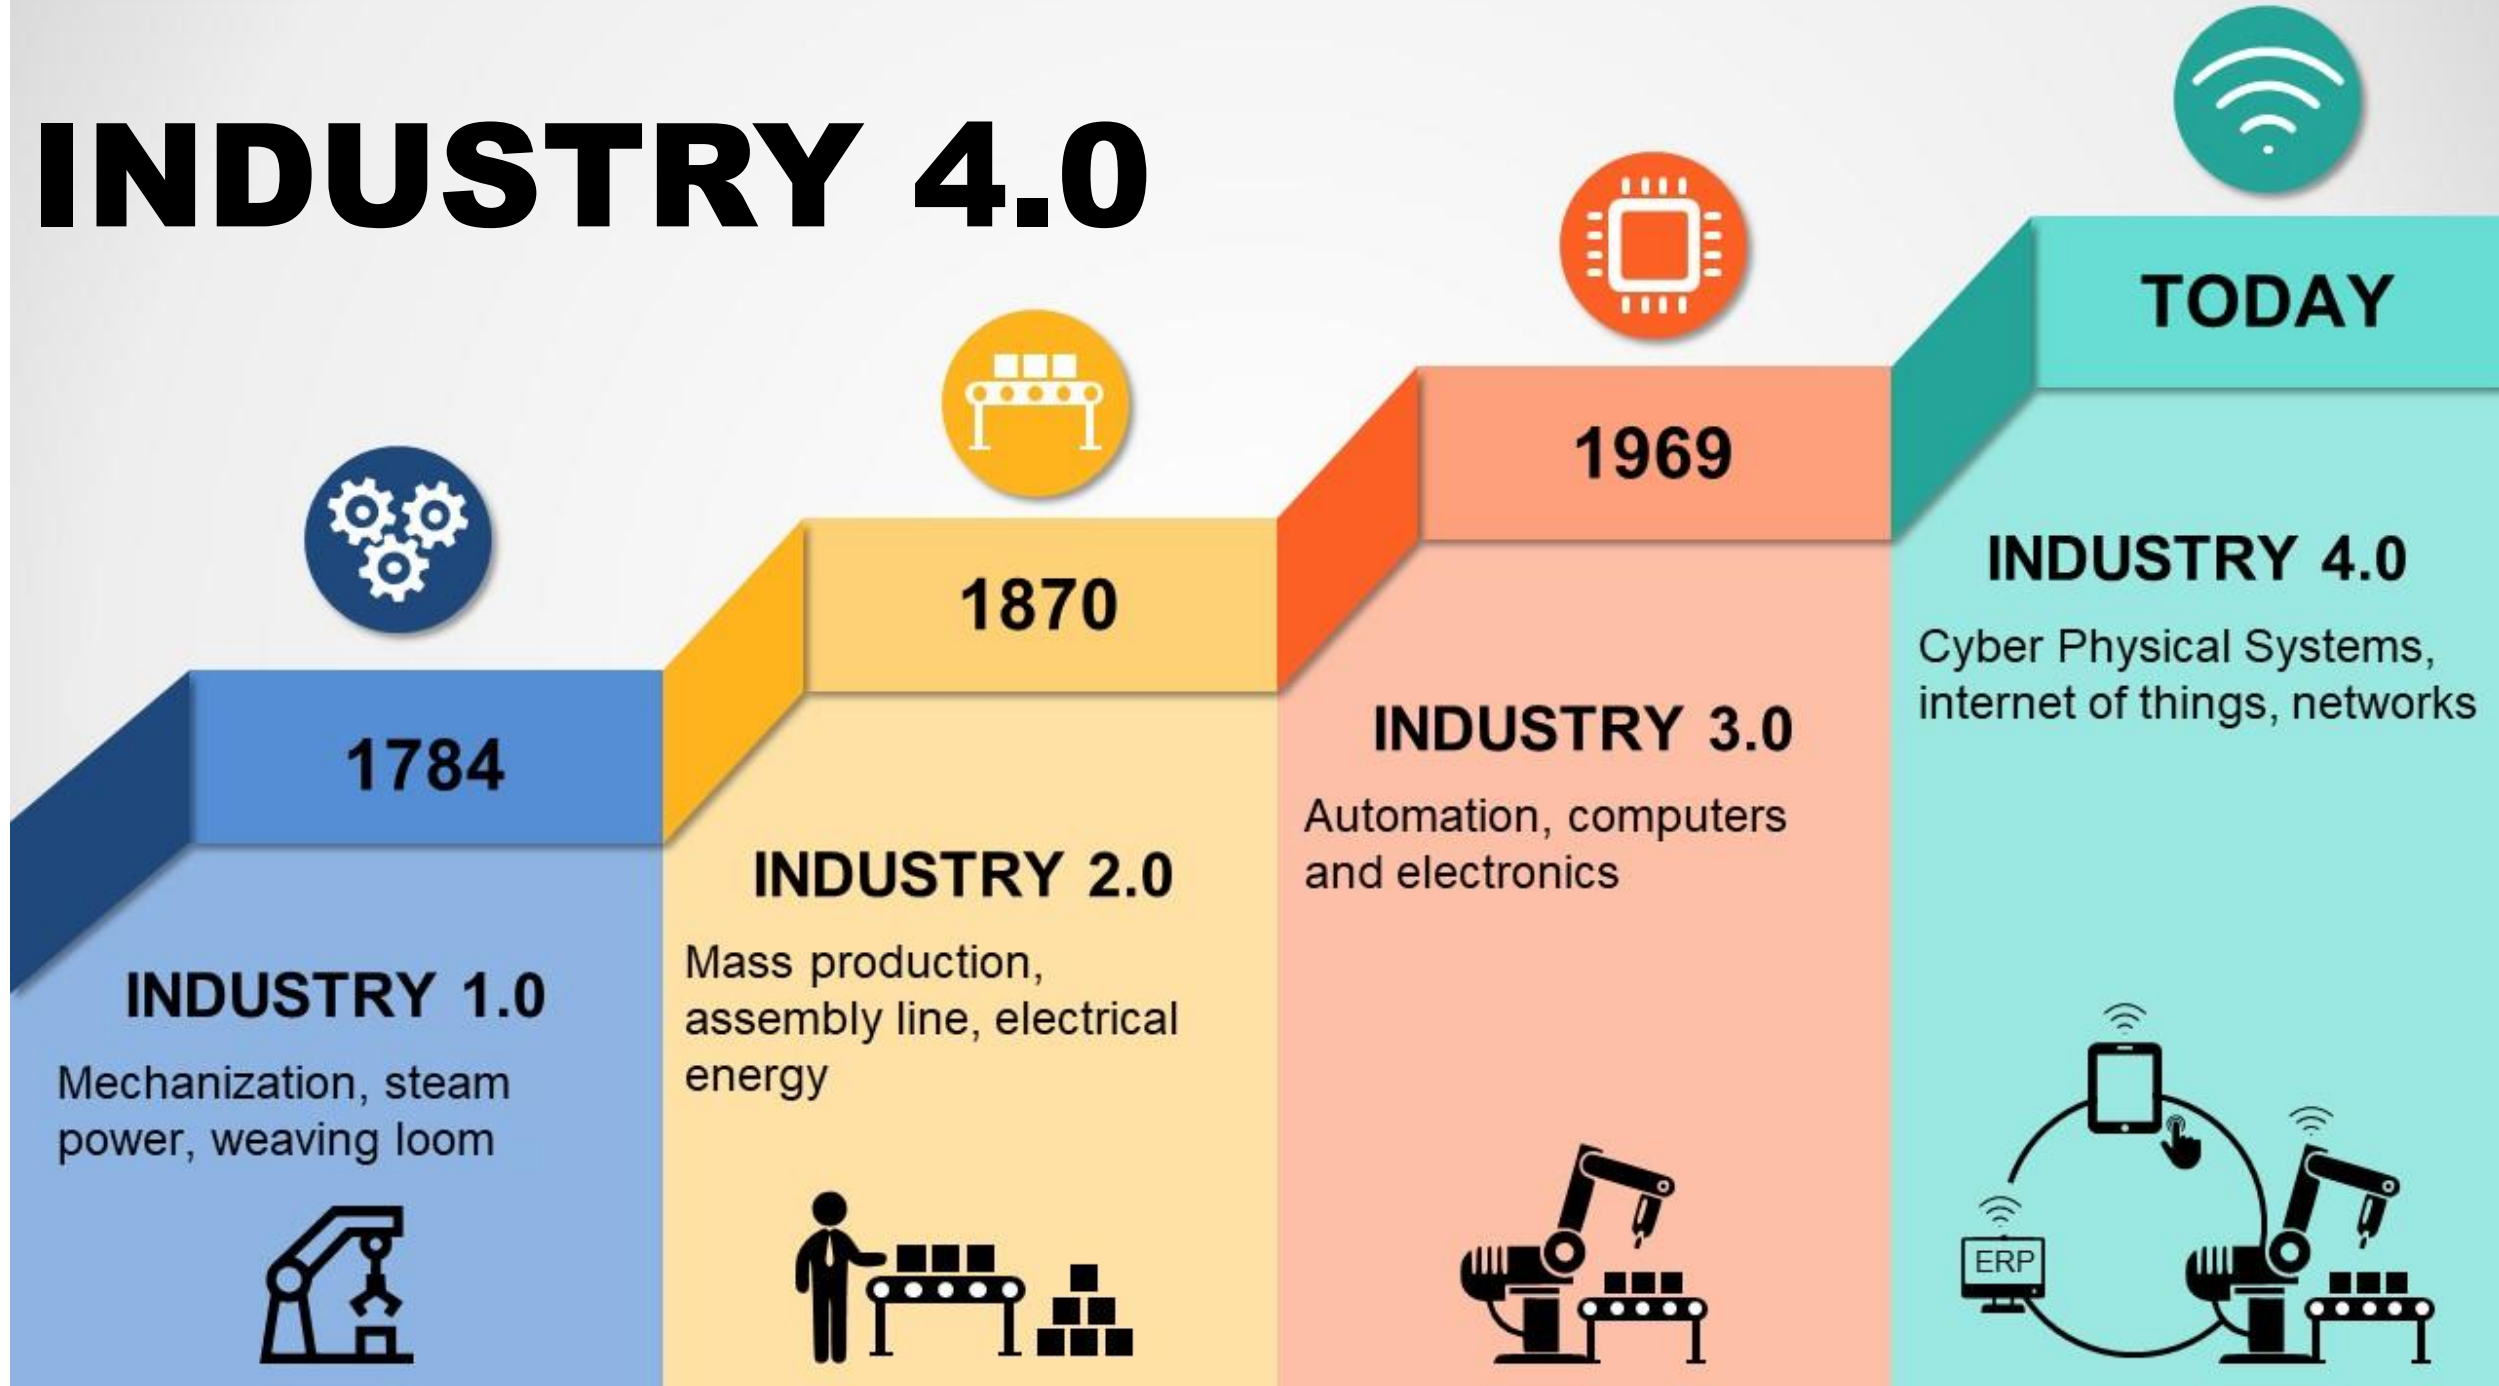 INDUSTRY 4.0
1784
INDUSTRY 1.0
Mechanization, steam
power, weaving loom
1870
INDUSTRY 2.0
Mass production,
assembly line, electrical
energy
1969
INDUSTRY 3.0
Automation, computers
and electronics
TODAY
INDUSTRY 4.0
Cyber Physical Systems,
internet of things, networks
ERP